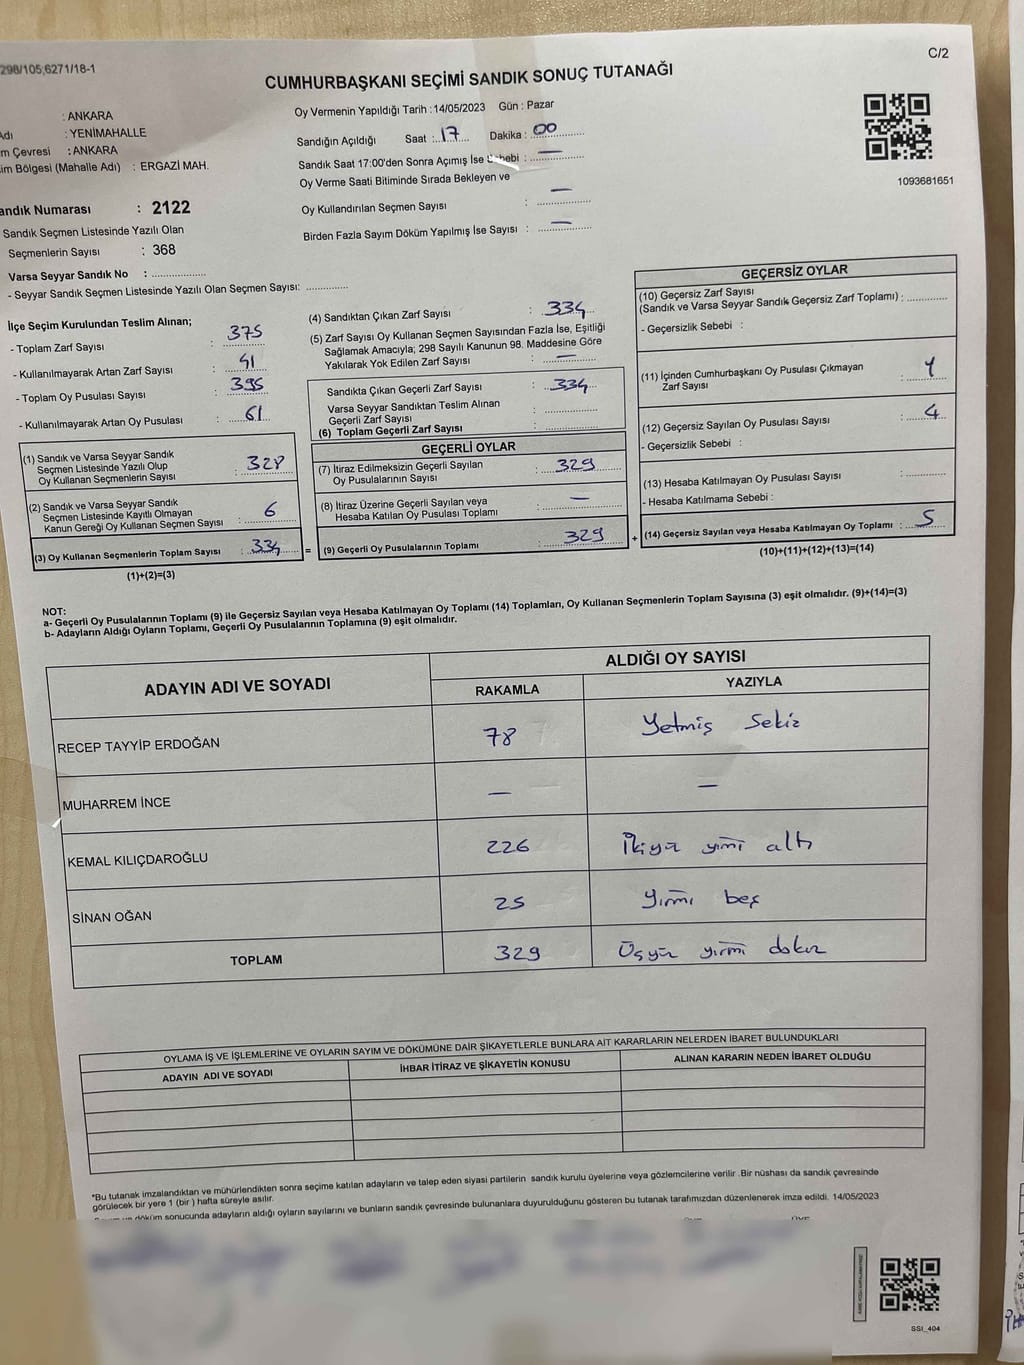 298/105;6271/18-1
C/2
CUMHURBAŞKANI SEÇİMİ SANDIK SONUÇ TUTANAĞI
: ANKARA
: YENİMAHALLE
: ANKARA
(Mahalle Adı) : ERGAZİ MAH.
Oy Vermenin Yapıldığı Tarih :14/05/2023 Gün : Pazar
Sandığın Açıldığı Saat :..17.... Dakika : 00
Sandık Saat 17:00'den Sonra Açımış İse : —
Oy Verme Saati Bitiminde Sırada Bekleyen ve
Oy Kullandırılan Seçmen Sayısı : —
Birden Fazla Sayım Döküm Yapılmış İse Sayısı : —
1093681651
Numarası : 2122
Sandık Seçmen Listesinde Yazılı Olan
Seçmenlerin Sayısı : 368
Varsa Seyyar Sandık No : ..................
- Seyyar Sandık Seçmen Listesinde Yazılı Olan Seçmen Sayısı: ..............
İlçe Seçim Kurulundan Teslim Alınan;
- Toplam Zarf Sayısı : 375
- Kullanılmayarak Artan Zarf Sayısı : 41
- Toplam Oy Pusulası Sayısı : 395
- Kullanılmayarak Artan Oy Pusulası : 61
(1) Sandık ve Varsa Seyyar Sandık
Seçmen Listesinde Yazılı Olup
Oy Kullanan Seçmenlerin Sayısı : 328
(2) Sandık ve Varsa Seyyar Sandık
Seçmen Listesinde Kayıtlı Olmayan
Kanun Gereği Oy Kullanan Seçmen Sayısı : 6
(3) Oy Kullanan Seçmenlerin Toplam Sayısı : 334
(1)+(2)=(3)
(4) Sandıktan Çıkan Zarf Sayısı : 334
(5) Zarf Sayısı Oy Kullanan Seçmen Sayısından Fazla İse, Eşitliği
Sağlamak Amacıyla; 298 Sayılı Kanunun 98. Maddesine Göre
Yakılarak Yok Edilen Zarf Sayısı : —
Sandıkta Çıkan Geçerli Zarf Sayısı : 334
Varsa Seyyar Sandıktan Teslim Alınan
Geçerli Zarf Sayısı : ..............
(6) Toplam Geçerli Zarf Sayısı : ..............
=
GEÇERLİ OYLAR
(7) İtiraz Edilmeksizin Geçerli Sayılan
Oy Pusulalarının Sayısı : 329
(8) İtiraz Üzerine Geçerli Sayılan veya
Hesaba Katılan Oy Pusulası Toplamı : —
(9) Geçerli Oy Pusulalarının Toplamı : 329
+
GEÇERSİZ OYLAR
(10) Geçersiz Zarf Sayısı
(Sandık ve Varsa Seyyar Sandık Geçersiz Zarf Toplamı) : ............
- Geçersizlik Sebebi :
(11) İçinden Cumhurbaşkanı Oy Pusulası Çıkmayan
Zarf Sayısı : 1
(12) Geçersiz Sayılan Oy Pusulası Sayısı : 4
- Geçersizlik Sebebi :
(13) Hesaba Katılmayan Oy Pusulası Sayısı : ............
- Hesaba Katılmama Sebebi :
(14) Geçersiz Sayılan veya Hesaba Katılmayan Oy Toplamı : 5
(10)+(11)+(12)+(13)=(14)
NOT:
a- Geçerli Oy Pusulalarının Toplamı (9) ile Geçersiz Sayılan veya Hesaba Katılmayan Oy Toplamı (14) Toplamları, Oy Kullanan Seçmenlerin Toplam Sayısına (3) eşit olmalıdır. (9)+(14)=(3)
b- Adayların Aldığı Oyların Toplamı, Geçerli Oy Pusulalarının Toplamına (9) eşit olmalıdır.
ADAYIN ADI VE SOYADI ALDIĞI OY SAYISI
RAKAMLA YAZIYLA
RECEP TAYYİP ERDOĞAN 78 Yetmiş Sekiz
MUHARREM İNCE — —
KEMAL KILIÇDAROĞLU 226 İkiyüz yirmi altı
SİNAN OĞAN 25 Yirmi beş
TOPLAM 329 Üçyüz yirmi dokuz
OYLAMA İŞ VE İŞLEMLERİNE VE OYLARIN SAYIM VE DÖKÜMÜNE DAİR ŞİKAYETLERLE BUNLARA AİT KARARLARIN NELERDEN İBARET BULUNDUKLARI
ADAYIN ADI VE SOYADI İHBAR İTİRAZ VE ŞİKAYETİN KONUSU ALINAN KARARIN NEDEN İBARET OLDUĞU
*Bu tutanak imzalandıktan ve mühürlendikten sonra seçime katılan adayların ve talep eden siyasi partilerin sandık kurulu üyelerine veya gözlemcilerine verilir .Bir nüshası da sandık çevresinde
görülecek bir yere 1 (bir ) hafta süreyle asılır.
döküm sonucunda adayların aldığı oyların sayılarını ve bunların sandık çevresinde bulunanlara duyurulduğunu gösteren bu tutanak tarafımızdan düzenlenerek imza edildi. 14/05/2023
SSI_404